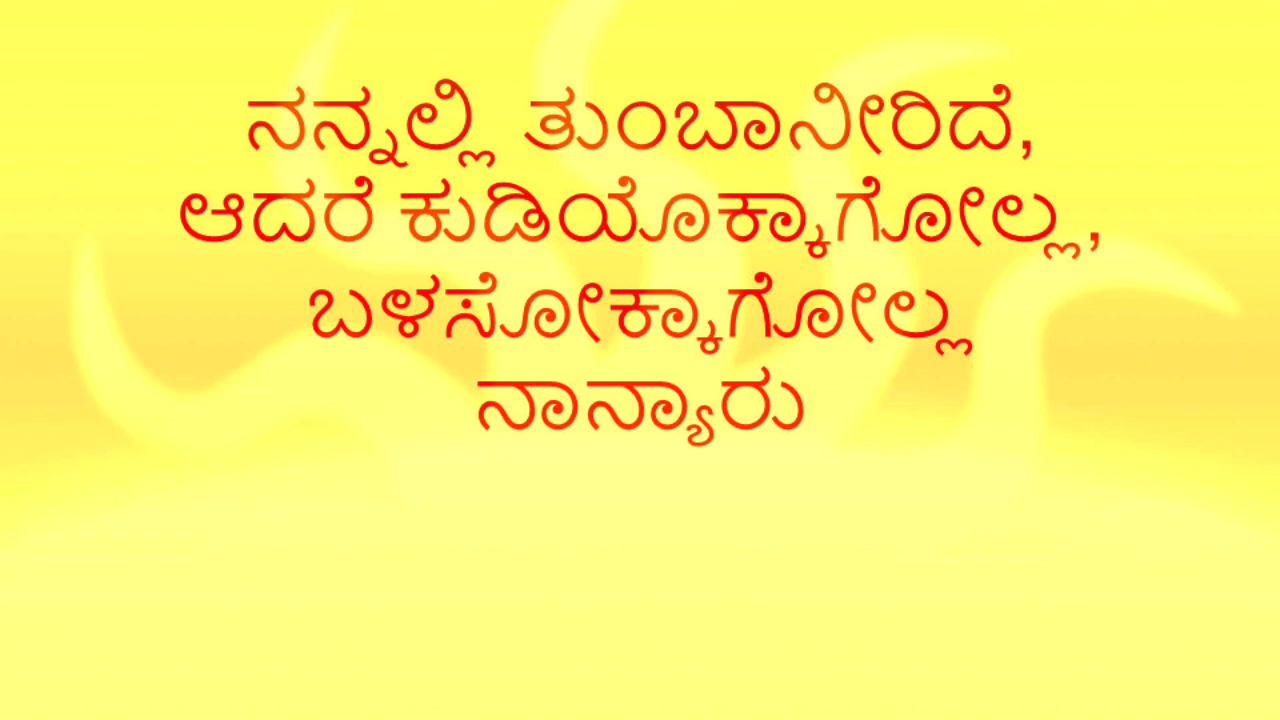 ನನ್ನಲ್ಲಿ ತುಂಬಾನೀರಿದೆ,
ಆದರೆ ಕುಡಿಯೊಕ್ಕಾಗೋಲ್ಲ,
ಬಳಸೋಕ್ಕಾಗೋಲ್ಲ
ನಾನ್ಯಾರು